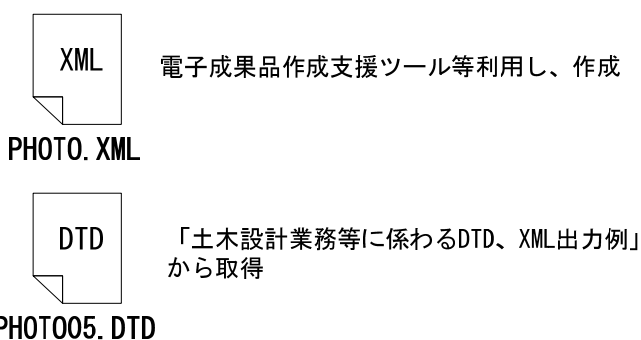 XML
電子成果品作成支援ツール等利用し、作成
PHOTO.XML
DTD
「土木設計業務等に係わるDTD、XML出力例」
から取得
PHOTO05.DTD